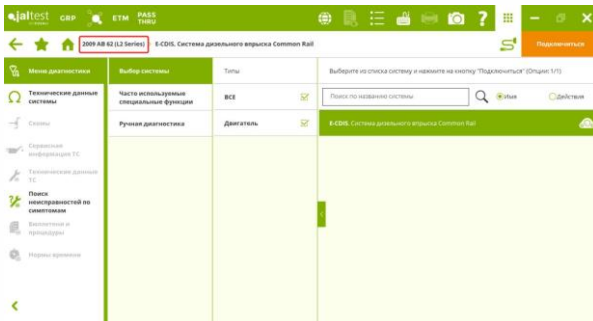 jaltest GRP ETM PASS THRU
2009 AB 62 (L2 Series) E-CDIS. Система дизельного впрыска Common Rail
Подключиться
Меню диагностики
Выбор системы
Типы
Выберите из списка систему и нажмите на кнопку "Подключиться" (Опции: 1/1)
Технические данные системы
Часто используемые специальные функции
ВСЕ
Поиск по названию системы
Имя
Действия
Схемы
Ручная диагностика
Двигатель
E-CDIS. Система дизельного впрыска Common Rail
Сервисная информация ТС
Технические данные ТС
Поиск неисправностей по симптомам
Бюллетени и процедуры
Нормы времени